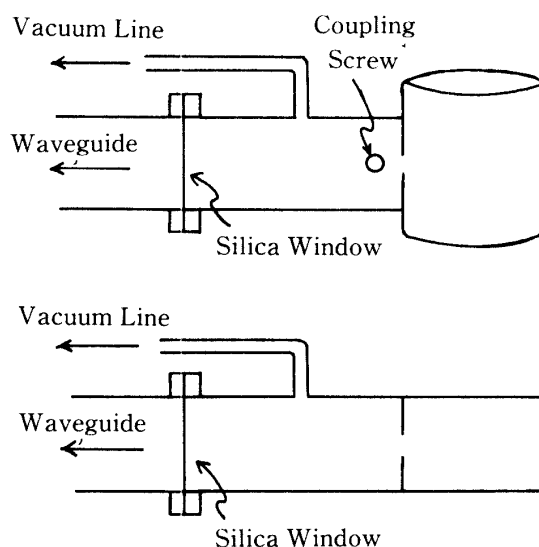 Vacuum Line
Coupling
Screw
Waveguide
Silica Window
Vacuum Line
Waveguide
Silica Window